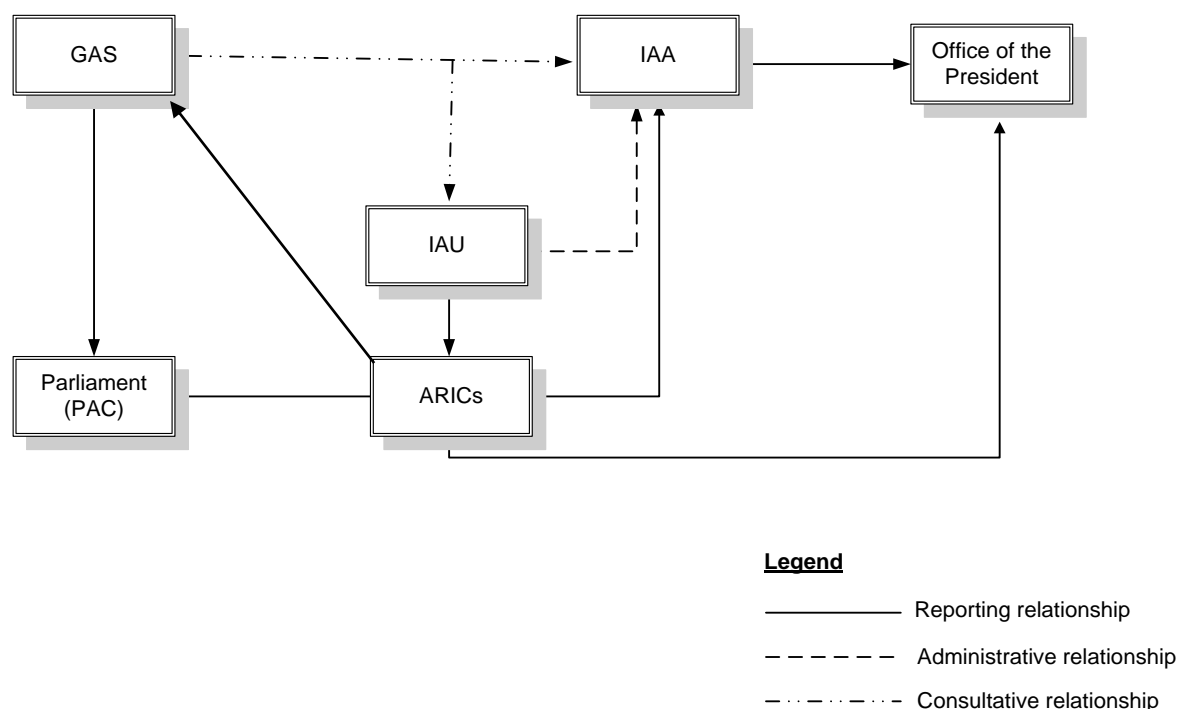 GAS
IAA
Office of the
President
IAU
Parliament
(PAC)
ARICs
Legend
Reporting relationship
Administrative relationship
Consultative relationship